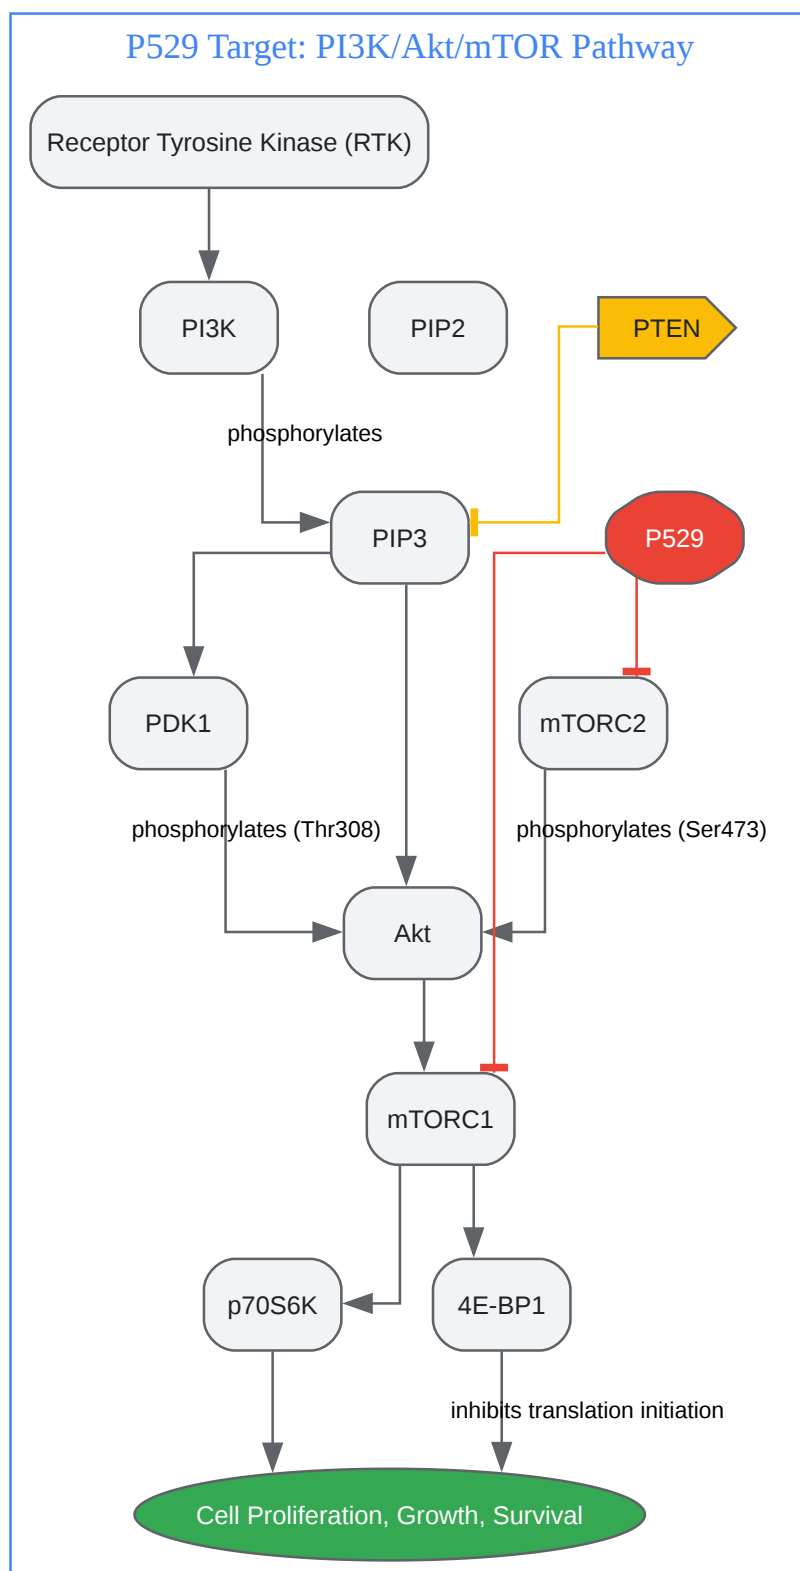 P529 Target: PI3K/Akt/mTOR Pathway
Receptor Tyrosine Kinase (RTK)
PI3K
PIP2
PTEN
phosphorylates
PIP3
P529
PDK1
mTORC2
phosphorylates (Thr308)
phosphorylates (Ser473)
Akt
mTORC1
p70S6K
4E-BP1
inhibits translation initiation
Cell Proliferation, Growth, Survival